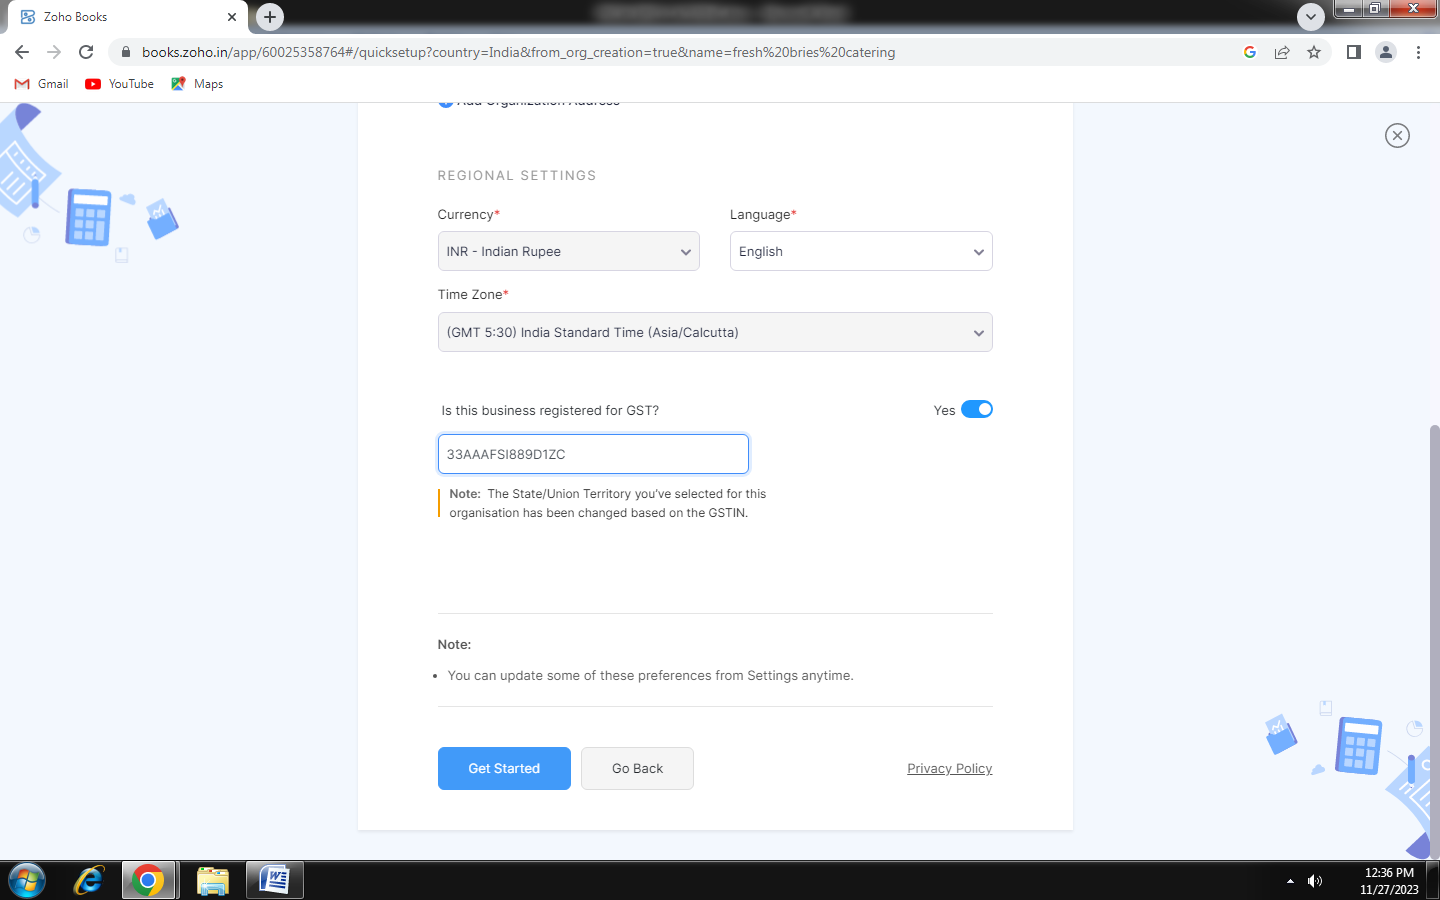 Zoho Books
books.zoho.in/app/60025358764#/quicksetup?country=India&from_org_creation=true&name=fresh%20bries%20catering
Gmail YouTube Maps
Add Organization Address
REGIONAL SETTINGS
Currency* Language*
INR - Indian Rupee English
Time Zone*
(GMT 5:30) India Standard Time (Asia/Calcutta)
Is this business registered for GST? Yes
33AAAFSI889D1ZC
Note: The State/Union Territory you've selected for this
organisation has been changed based on the GSTIN.
Note:
• You can update some of these preferences from Settings anytime.
Get Started Go Back Privacy Policy
12:36 PM
11/27/2023